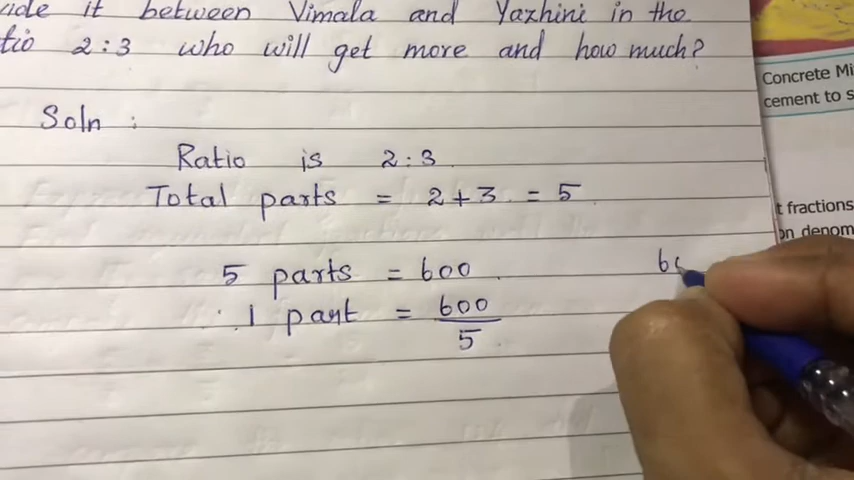 it between Vimala and Yazhini in the
2:3 who will get more and how much?
Soln :
Ratio is 2:3
Total parts = 2+3 = 5
5 parts = 600
1 part = 600/5
Concrete Mi
cement to s
t fractions
on denom